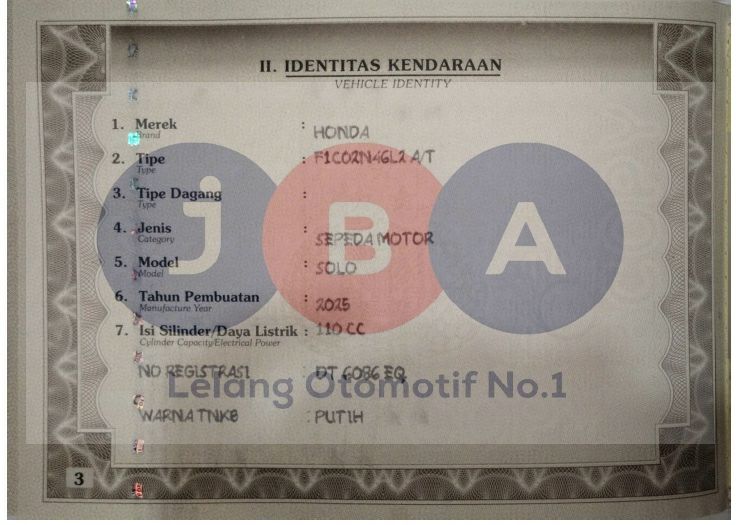 II. IDENTITAS KENDARAAN
VEHICLE IDENTITY
1. Merek : HONDA
Brand
2. Tipe : F1C02N46L2 A/T
Type
3. Tipe Dagang :
Type
4. Jenis : SEPEDA MOTOR
Category
5. Model : SOLO
Model
6. Tahun Pembuatan : 2025
Manufacture Year
7. Isi Silinder/Daya Listrik : 110 CC
Cylinder Capacity/Electrical Power
NO REGISTRASI : DT 6086 EQ
WARNA TNKB : PUTIH
3
JBA
Lelang Otomotif No.1